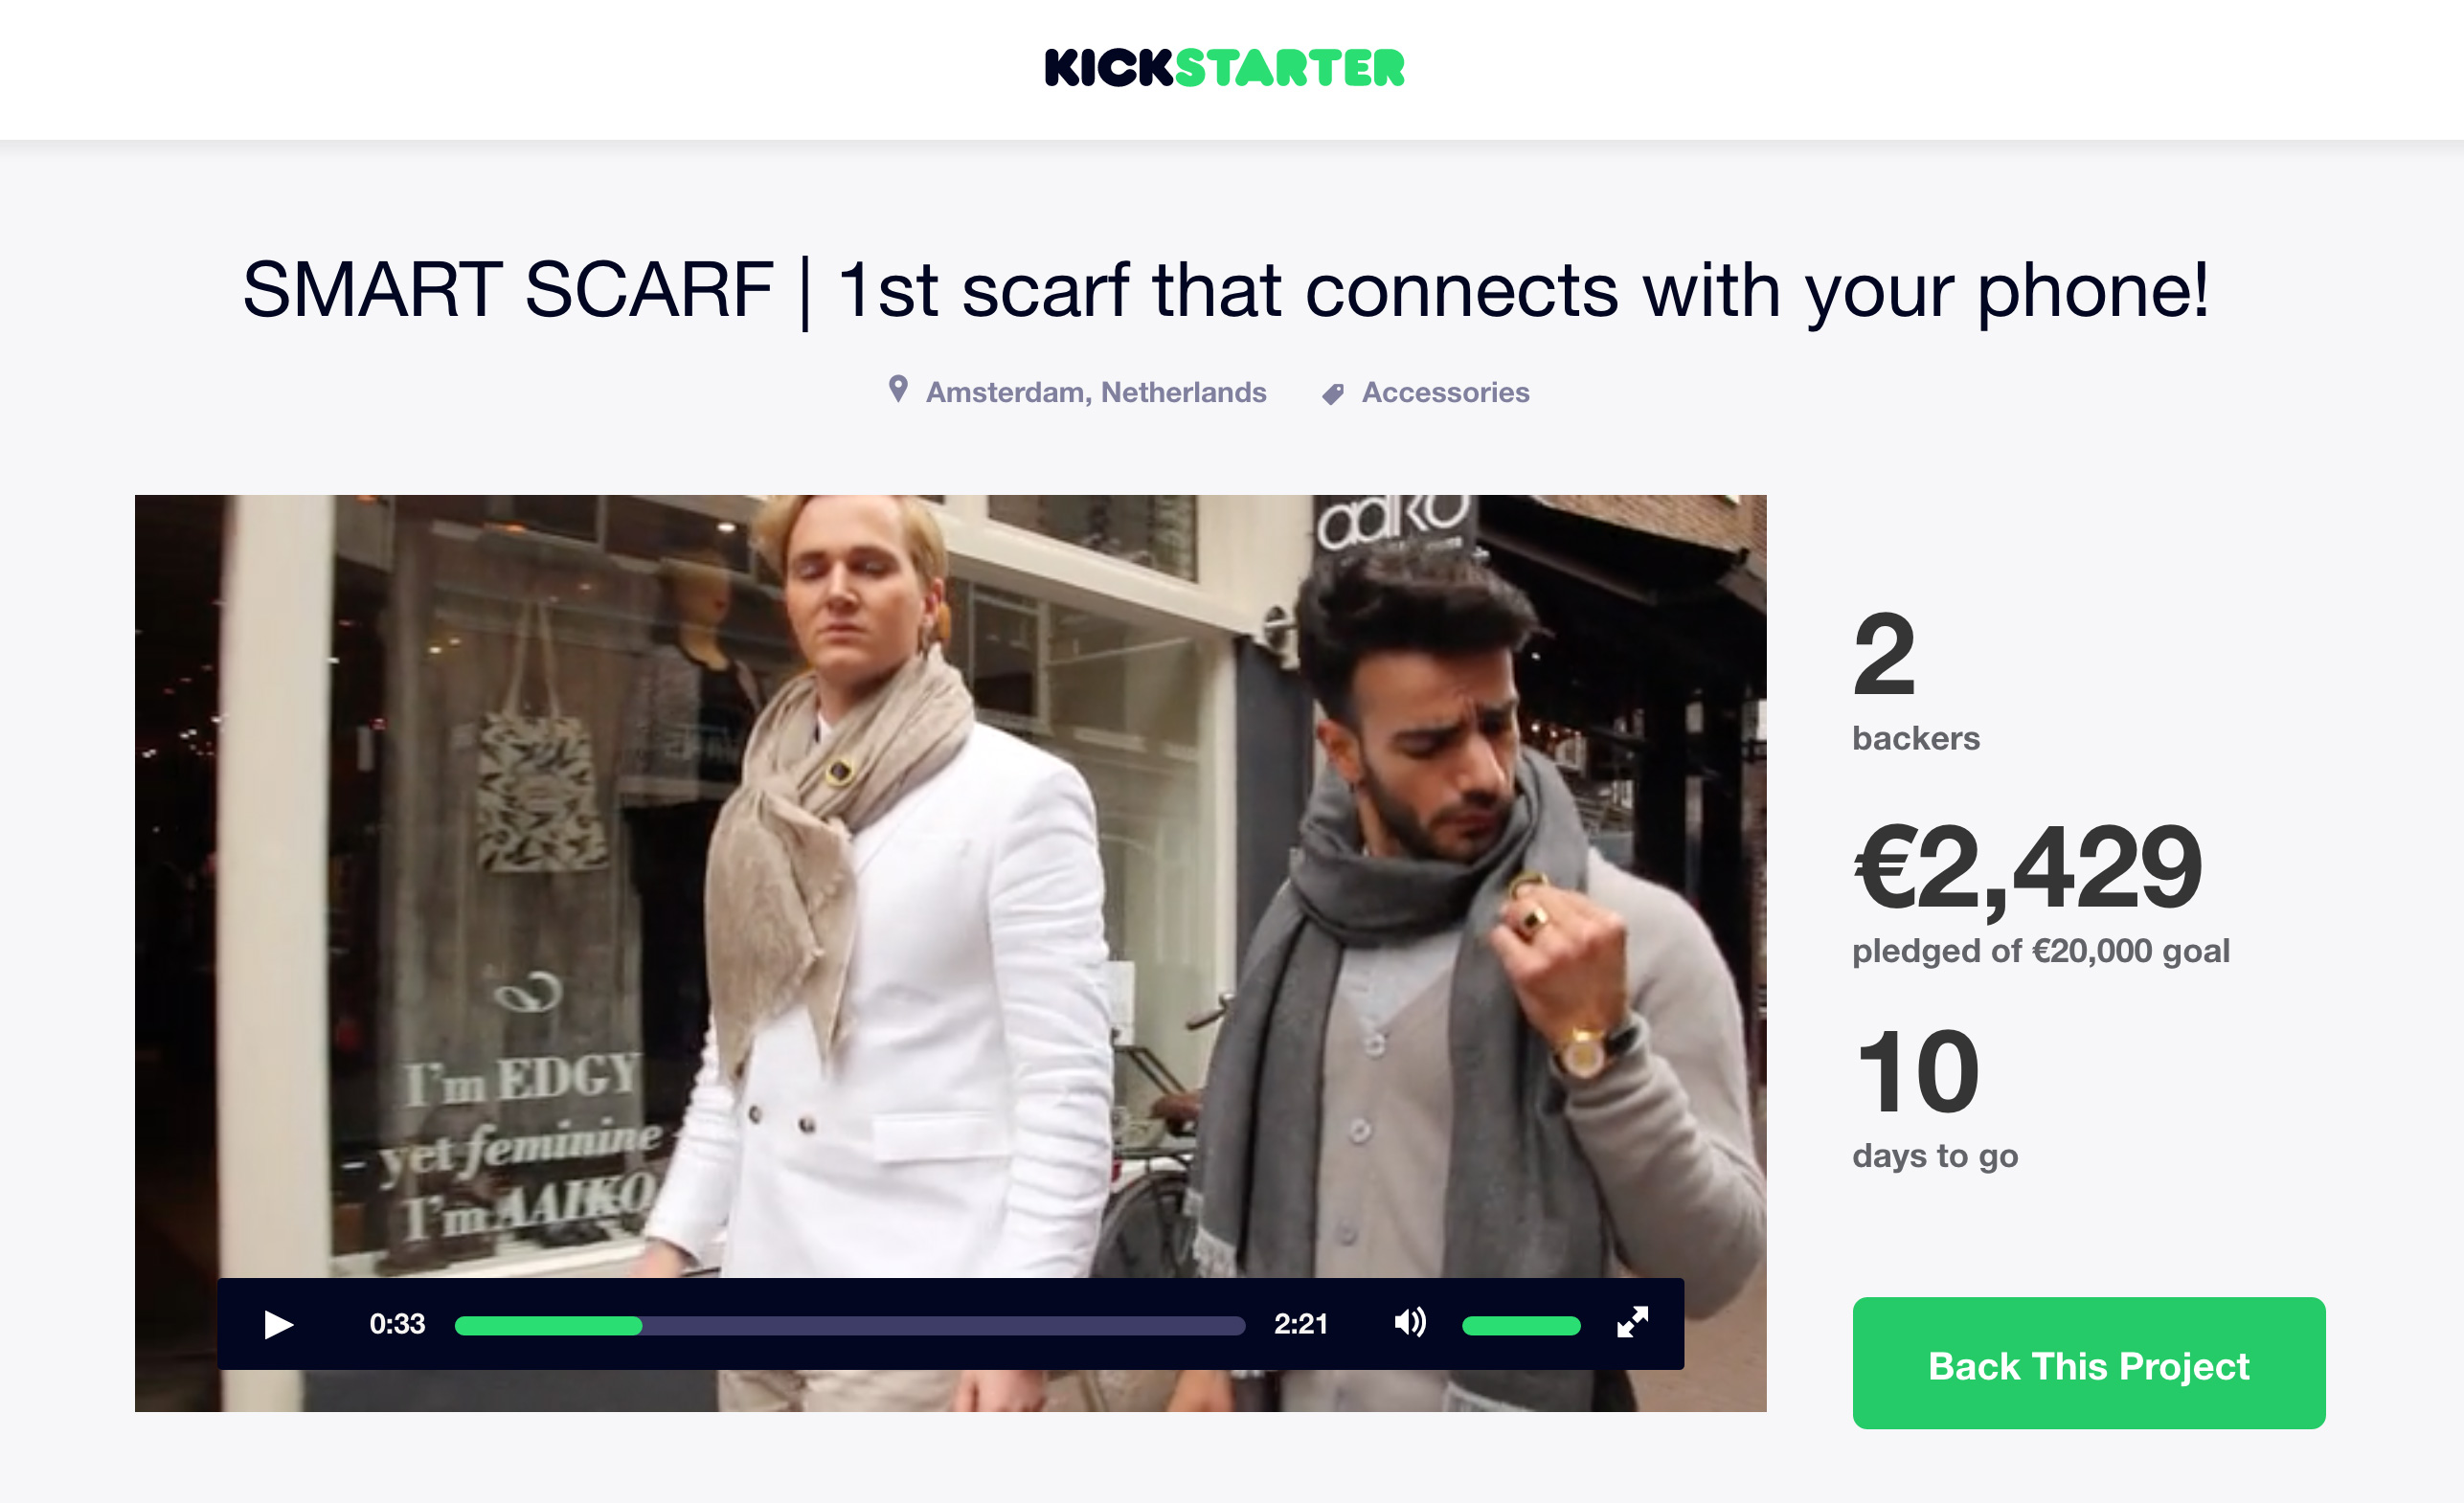 KICKSTARTER
SMART SCARF | 1st scarf that connects with your phone!
Amsterdam, Netherlands Accessories
aaiko
I'm EDGY
yet feminine
I'm AAIKO
0:33 2:21
2
backers
€2,429
pledged of €20,000 goal
10
days to go
Back This Project